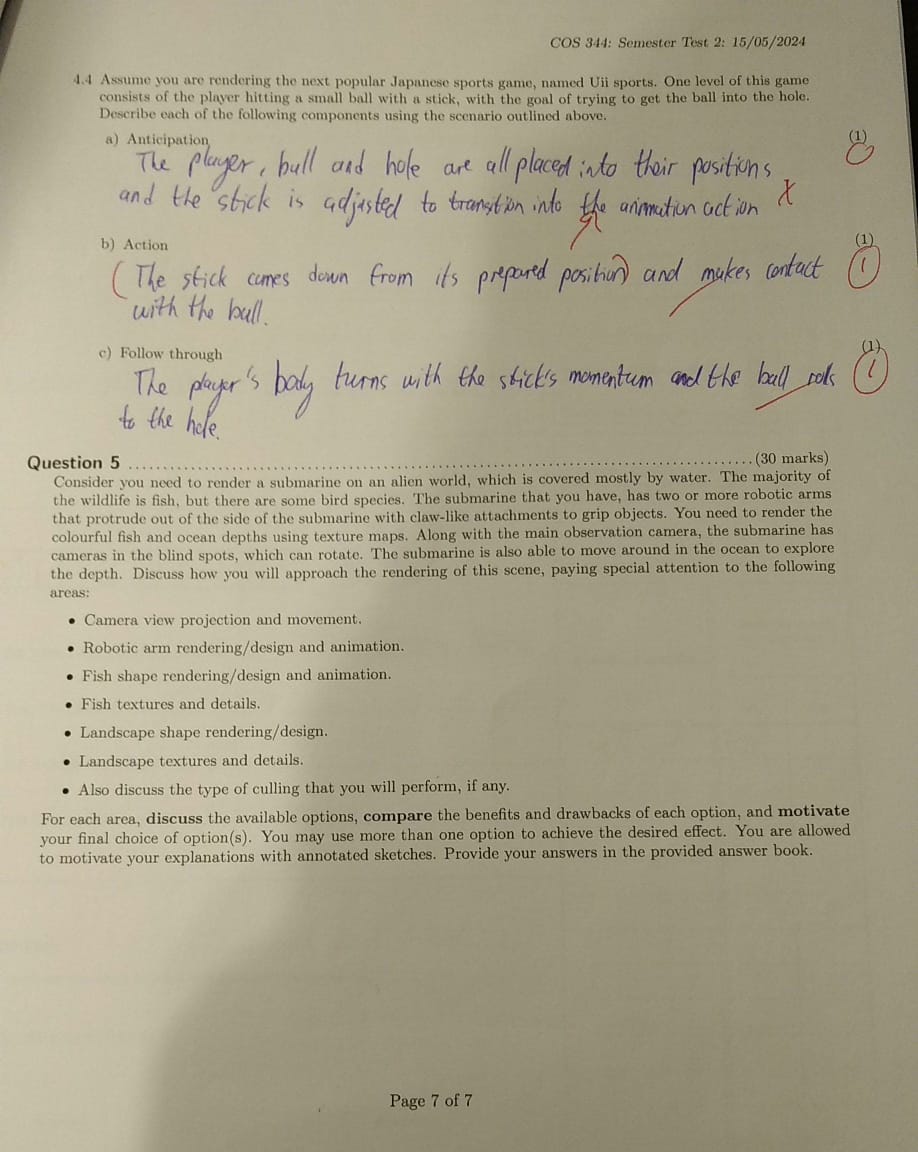 COS 344: Semester Test 2: 15/05/2024
4.4 Assume you are rendering the next popular Japanese sports game, named Uii sports. One level of this game
consists of the player hitting a small ball with a stick, with the goal of trying to get the ball into the hole.
Describe each of the following components using the scenario outlined above.
a) Anticipation (1)
The player, ball and hole are all placed into their positions 0
and the stick is adjusted to transition into the animation action X
b) Action (1)
(The stick comes down from its prepared position) and makes contact 1
with the ball.
c) Follow through (1)
The player's body turns with the stick's momentum and the ball rolls 1
to the hole.
Question 5 (30 marks)
Consider you need to render a submarine on an alien world, which is covered mostly by water. The majority of
the wildlife is fish, but there are some bird species. The submarine that you have, has two or more robotic arms
that protrude out of the side of the submarine with claw-like attachments to grip objects. You need to render the
colourful fish and ocean depths using texture maps. Along with the main observation camera, the submarine has
cameras in the blind spots, which can rotate. The submarine is also able to move around in the ocean to explore
the depth. Discuss how you will approach the rendering of this scene, paying special attention to the following
areas:
• Camera view projection and movement.
• Robotic arm rendering/design and animation.
• Fish shape rendering/design and animation.
• Fish textures and details.
• Landscape shape rendering/design.
• Landscape textures and details.
• Also discuss the type of culling that you will perform, if any.
For each area, discuss the available options, compare the benefits and drawbacks of each option, and motivate
your final choice of option(s). You may use more than one option to achieve the desired effect. You are allowed
to motivate your explanations with annotated sketches. Provide your answers in the provided answer book.
Page 7 of 7